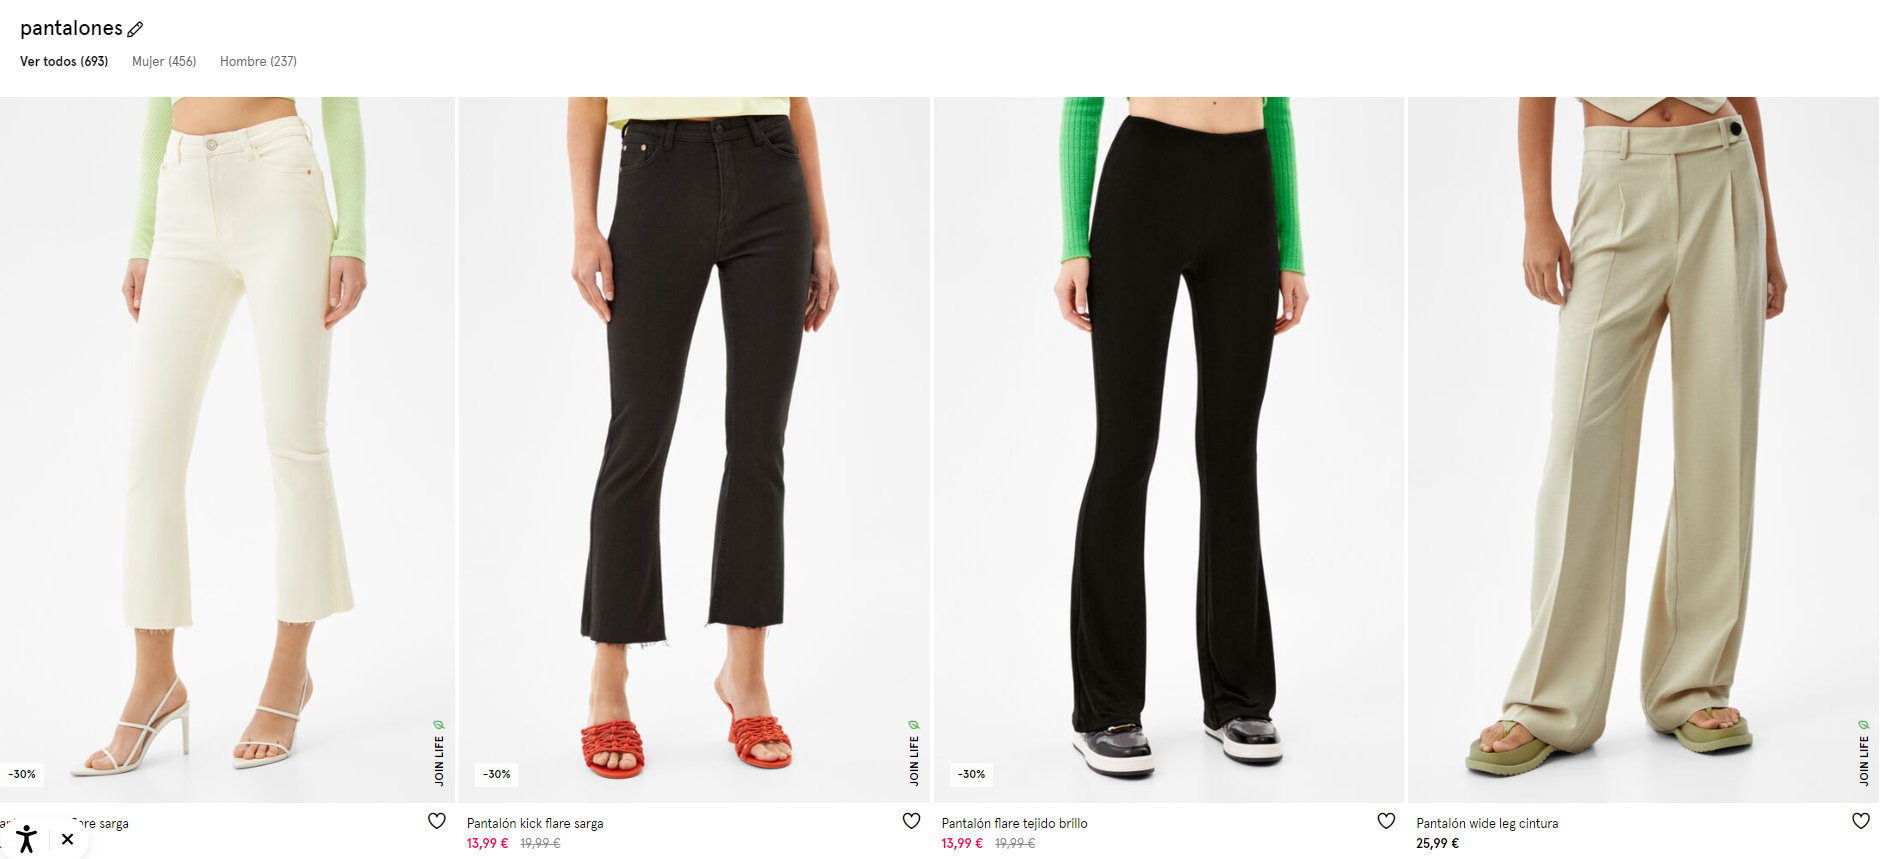 pantalones
Ver todos (693) Mujer (456) Hombre (237)
-30% JOIN LIFE
-30% JOIN LIFE
-30%
JOIN LIFE
sarga
Pantalón kick flare sarga
13,99 € 19,99 €
Pantalón flare tejido brillo
13,99 € 19,99 €
Pantalón wide leg cintura
25,99 €